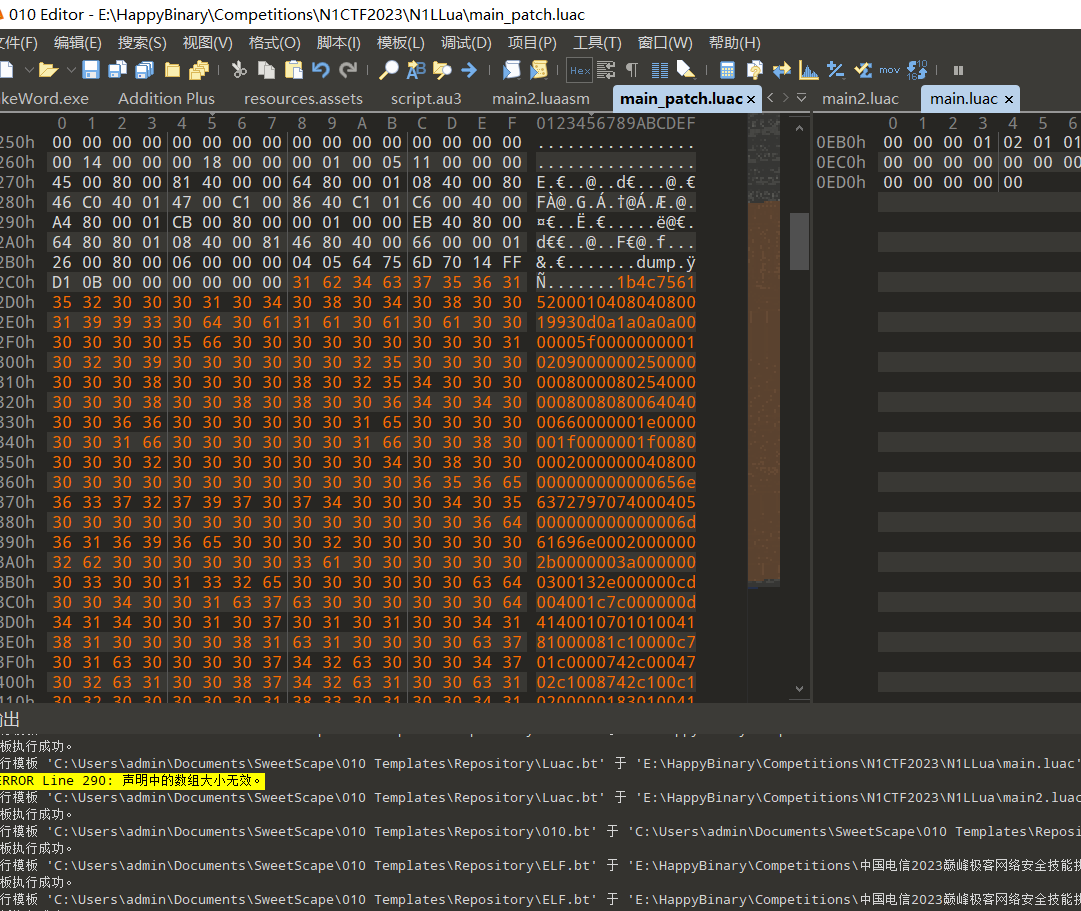 010 Editor - E:\HappyBinary\Competitions\N1CTF2023\N1LLua\main_patch.luac
文件(F) 编辑(E) 搜索(S) 视图(V) 格式(O) 脚本(I) 模板(L) 调试(D) 项目(P) 工具(T) 窗口(W) 帮助(H)
Hex mov
keWord.exe Addition Plus resources.assets script.au3 main2.luaasm main_patch.luac × main2.luac main.luac ×
0 1 2 3 4 5 6 7 8 9 A B C D E F 0123456789ABCDEF 0 1 2 3 4 5 6
250h 00 00 00 00 00 00 00 00 00 00 00 00 00 00 00 00 ................ 0EB0h 00 00 00 01 02 01 01
260h 00 14 00 00 00 18 00 00 00 01 00 05 11 00 00 00 ................ 0EC0h 00 00 00 00 00 00 00
270h 45 00 80 00 81 40 00 00 64 80 00 01 08 40 00 80 E.€..@..d€...@.€ 0ED0h 00 00 00 00 00
280h 46 C0 40 01 47 00 C1 00 86 40 C1 01 C6 00 40 00 FÀ@.G.Á.†@Á.Æ.@.
290h A4 80 00 01 CB 00 80 00 00 01 00 00 EB 40 80 00 ¤€..Ë.€.....ë@€.
2A0h 64 80 80 01 08 40 00 81 46 80 40 00 66 00 00 01 d€€..@..F€@.f...
2B0h 26 00 80 00 06 00 00 00 04 05 64 75 6D 70 14 FF &.€.......dump.ÿ
2C0h D1 0B 00 00 00 00 00 00 31 62 34 63 37 35 36 31 Ñ.......1b4c7561
2D0h 35 32 30 30 30 31 30 34 30 38 30 34 30 38 30 30 5200010408040800
2E0h 31 39 39 33 30 64 30 61 31 61 30 61 30 61 30 30 19930d0a1a0a0a00
2F0h 30 30 30 30 35 66 30 30 30 30 30 30 30 30 30 31 00005f0000000001
300h 30 32 30 39 30 30 30 30 30 30 32 35 30 30 30 30 0209000000250000
310h 30 30 30 38 30 30 30 30 38 30 32 35 34 30 30 30 0008000080254000
320h 30 30 30 38 30 30 38 30 38 30 30 36 34 30 34 30 0008008080064040
330h 30 30 36 36 30 30 30 30 30 30 31 65 30 30 30 30 00660000001e0000
340h 30 30 31 66 30 30 30 30 30 30 31 66 30 30 38 30 001f0000001f0080
350h 30 30 30 32 30 30 30 30 30 30 30 34 30 38 30 30 0002000000040800
360h 30 30 30 30 30 30 30 30 30 30 30 30 36 35 36 65 000000000000656e
370h 36 33 37 32 37 39 37 30 37 34 30 30 30 34 30 35 6372797074000405
380h 30 30 30 30 30 30 30 30 30 30 30 30 30 30 36 64 000000000000006d
390h 36 31 36 39 36 65 30 30 30 32 30 30 30 30 30 30 61696e0002000000
3A0h 32 62 30 30 30 30 30 30 33 61 30 30 30 30 30 30 2b0000003a000000
3B0h 30 33 30 30 31 33 32 65 30 30 30 30 30 30 63 64 0300132e000000cd
3C0h 30 30 34 30 30 31 63 37 63 30 30 30 30 30 30 64 004001c7c000000d
3D0h 34 31 34 30 30 31 30 37 30 31 30 31 30 30 34 31 4140010701010041
3E0h 38 31 30 30 30 30 38 31 63 31 30 30 30 30 63 37 81000081c10000c7
3F0h 30 31 63 30 30 30 30 37 34 32 63 30 30 30 34 37 01c0000742c00047
400h 30 32 63 31 30 30 38 37 34 32 63 31 30 30 63 31 02c1008742c100c1
410h 30 32 30 30 30 30 30 31 38 33 30 31 30 30 34 31 0200000183010041
输出
板执行成功。
行模板 'C:\Users\admin\Documents\SweetScape\010 Templates\Repository\Luac.bt' 于 'E:\HappyBinary\Competitions\N1CTF2023\N1LLua\main.luac'
ERROR Line 290: 声明中的数组大小无效。
行模板 'C:\Users\admin\Documents\SweetScape\010 Templates\Repository\Luac.bt' 于 'E:\HappyBinary\Competitions\N1CTF2023\N1LLua\main2.luac
板执行成功。
行模板 'C:\Users\admin\Documents\SweetScape\010 Templates\Repository\010.bt' 于 'C:\Users\admin\Documents\SweetScape\010 Templates\Reposi
板执行成功。
行模板 'C:\Users\admin\Documents\SweetScape\010 Templates\Repository\ELF.bt' 于 'E:\HappyBinary\Competitions\中国电信2023巅峰极客网络安全技能挑
板执行成功。
行模板 'C:\Users\admin\Documents\SweetScape\010 Templates\Repository\ELF.bt' 于 'E:\HappyBinary\Competitions\中国电信2023巅峰极客网络安全技能挑